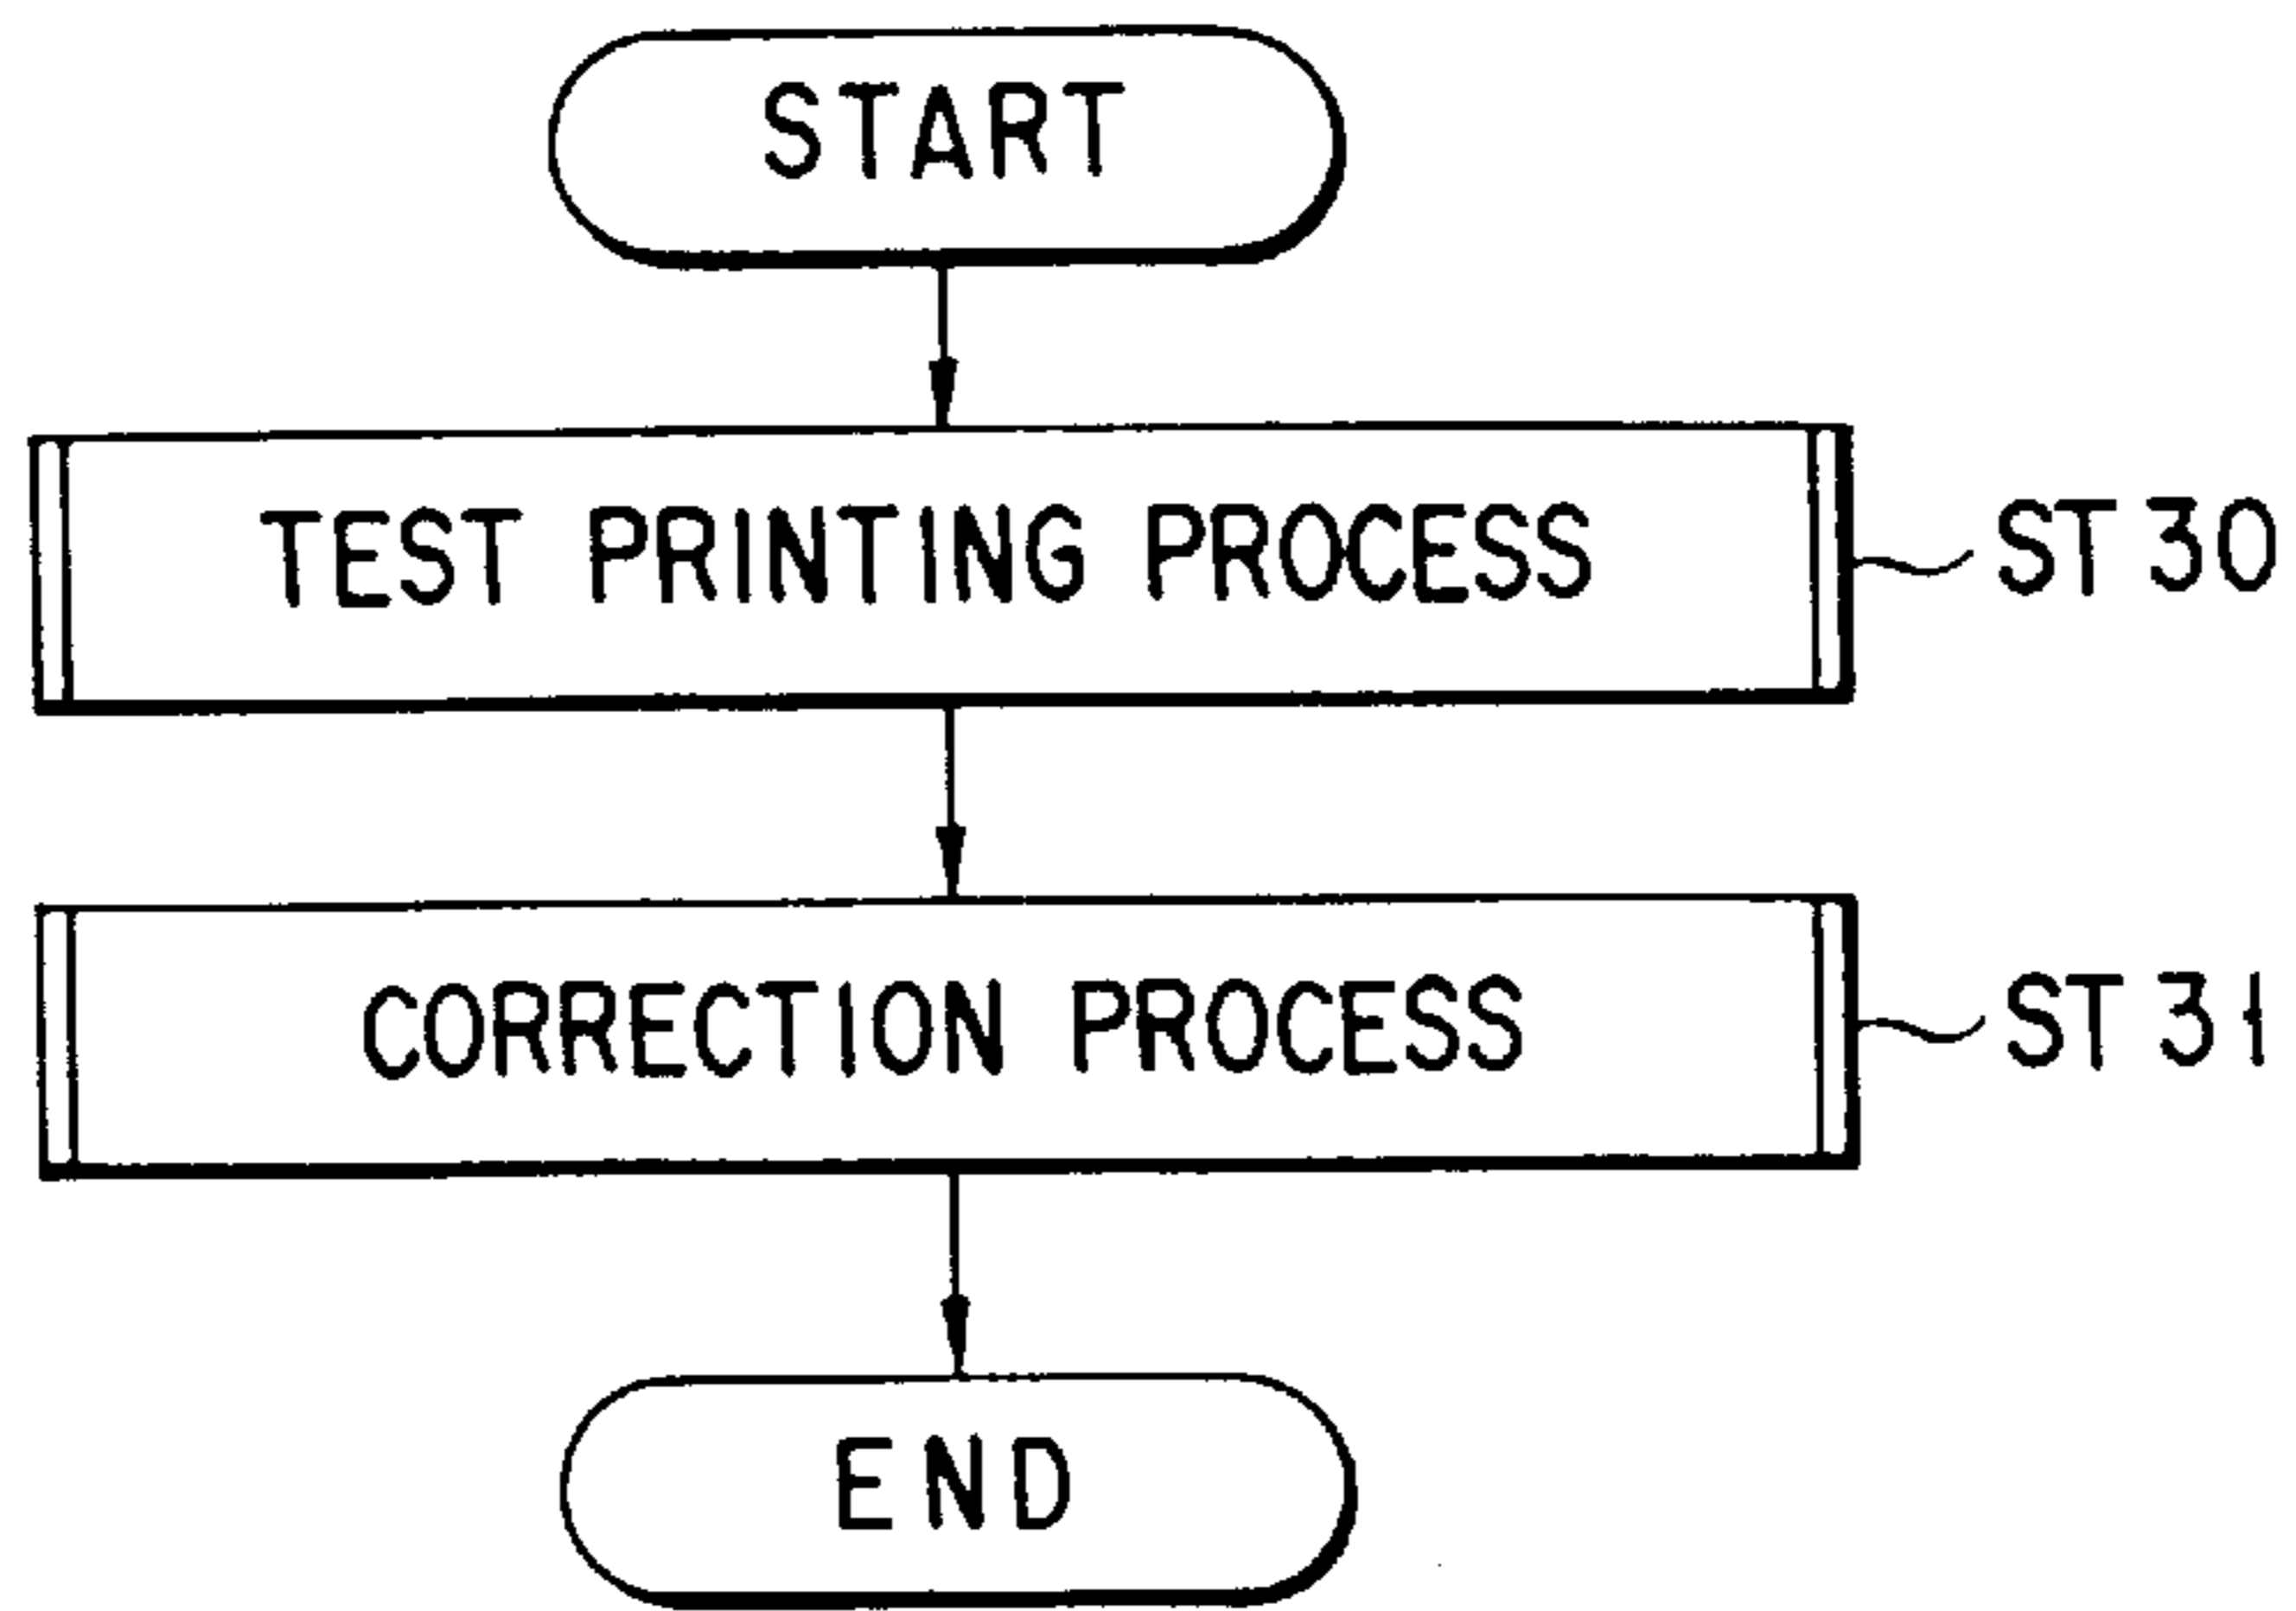 START
TEST PRINTING PROCESS
ST30
CORRECTION PROCESS
ST31
END